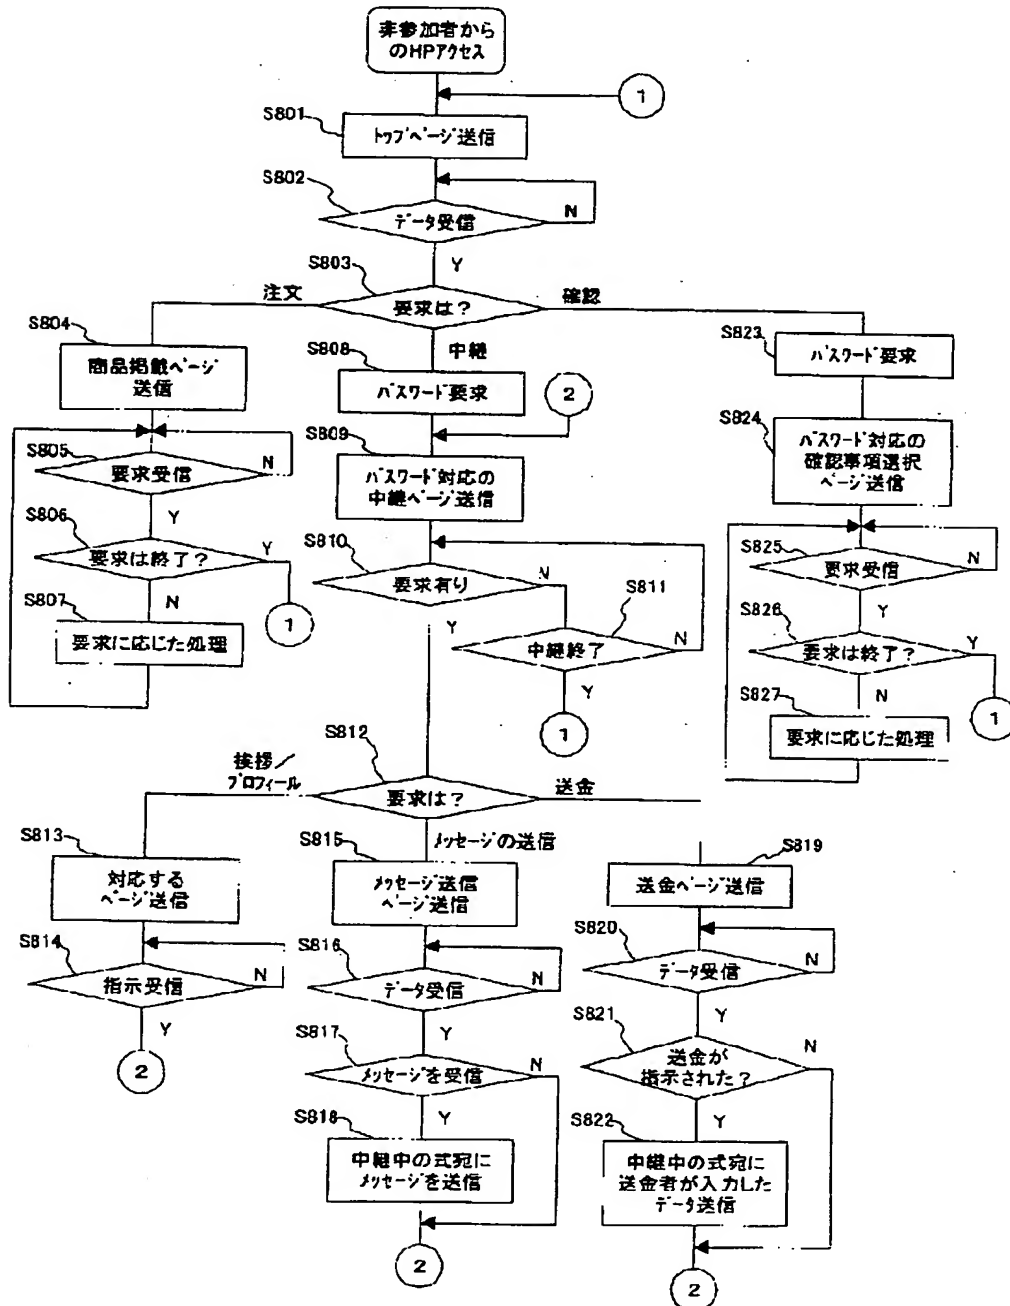 非参加者から
のHPアクセス
1
S801
トップページ送信
S802
データ受信
N
Y
S803
要求は？
注文
確認
中継
S804
商品掲載ページ
送信
S805
要求受信
N
Y
S806
要求は終了？
Y
N
1
S807
要求に応じた処理
S808
パスワード要求
2
S809
パスワード対応の
中継ページ送信
S810
要求有り
N
Y
S811
中継終了
N
Y
1
S823
パスワード要求
S824
パスワード対応の
確認事項選択
ページ送信
S825
要求受信
N
Y
S826
要求は終了？
Y
N
1
S827
要求に応じた処理
S812
要求は？
挨拶／
プロフィール
送金
メッセージの送信
S813
対応する
ページ送信
S814
指示受信
N
Y
2
S815
メッセージ送信
ページ送信
S816
データ受信
N
Y
S817
メッセージを受信
N
Y
S818
中継中の式宛に
メッセージを送信
2
S819
送金ページ送信
S820
データ受信
N
Y
S821
送金が
指示された？
N
Y
S822
中継中の式宛に
送金者が入力した
データ送信
2